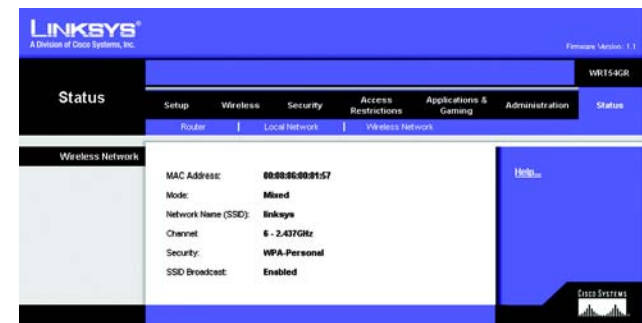 LINKSYS®
A Division of Cisco Systems, Inc.
Firmware Version: 1.1
WRT54GR
Status
Setup Wireless Security Access Restrictions Applications & Gaming Administration Status
Router | Local Network | Wireless Network
Wireless Network
MAC Address: 00:08:06:00:01:57
Mode: Mixed
Network Name (SSID): linksys
Channel: 6 - 2.437GHz
Security: WPA-Personal
SSID Broadcast: Enabled
Help...
CISCO SYSTEMS